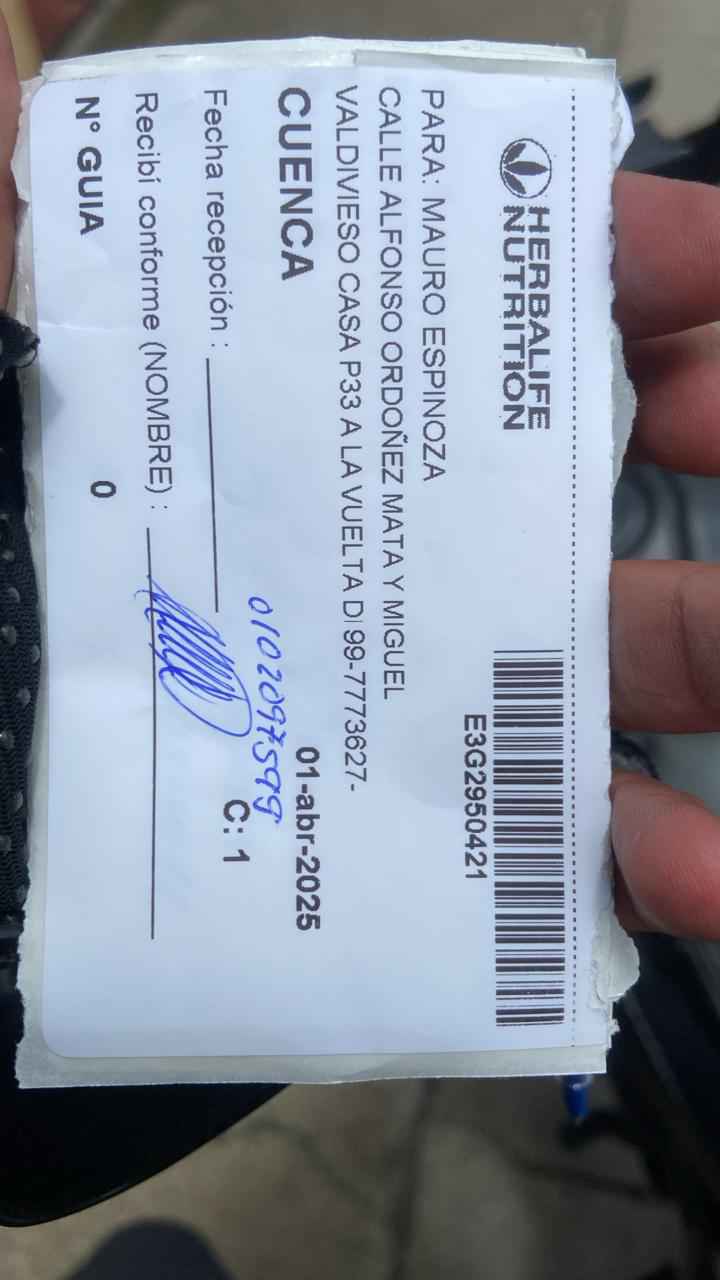 HERBALIFE
NUTRITION
E3G2950421
PARA: MAURO ESPINOZA
CALLE ALFONSO ORDOÑEZ MATA Y MIGUEL
VALDIVIESO CASA P33 A LA VUELTA DI 99-7773627-
CUENCA
01-abr-2025
0102097599
Fecha recepción :
C: 1
Recibí conforme (NOMBRE) :
N° GUIA
0